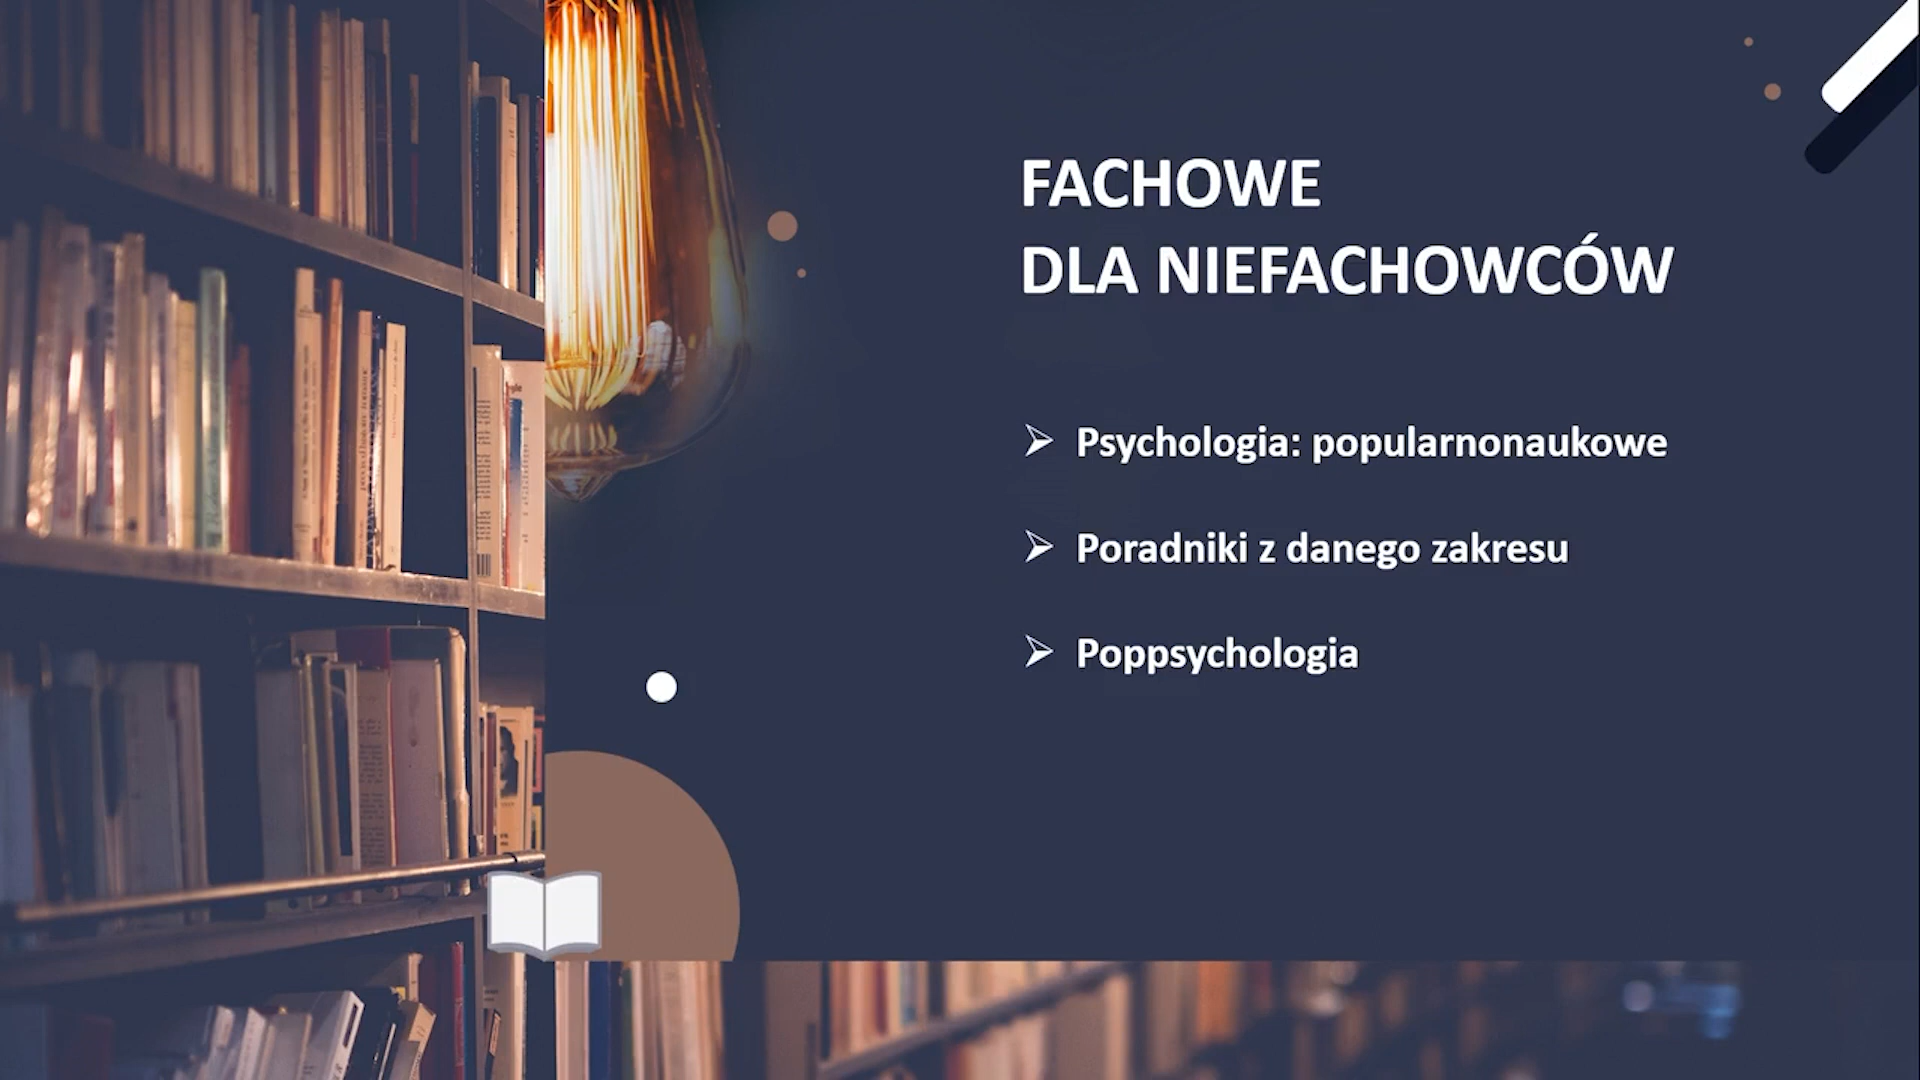 FACHOWE
DLA NIEFACHOWCÓW
➢ Psychologia: popularnonaukowe
➢ Poradniki z danego zakresu
➢ Poppsychologia